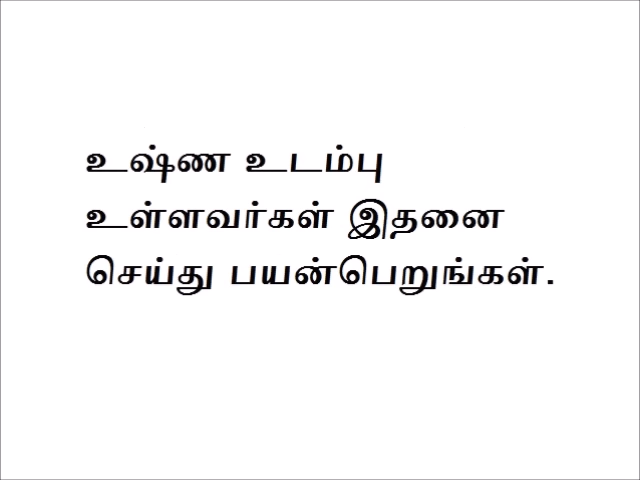 உஷ்ண உடம்பு
உள்ளவர்கள் இதனை
செய்து பயன்பெறுங்கள்.